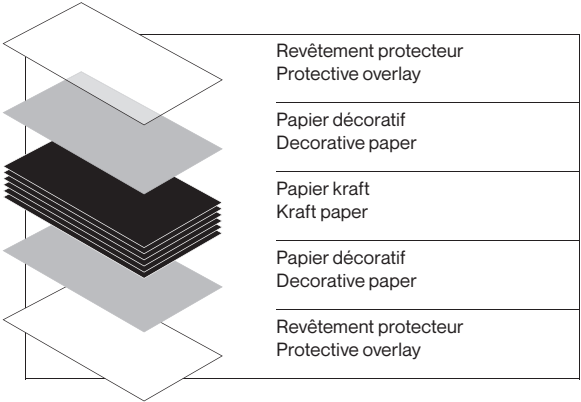 Revêtement protecteur
Protective overlay
Papier décoratif
Decorative paper
Papier kraft
Kraft paper
Papier décoratif
Decorative paper
Revêtement protecteur
Protective overlay